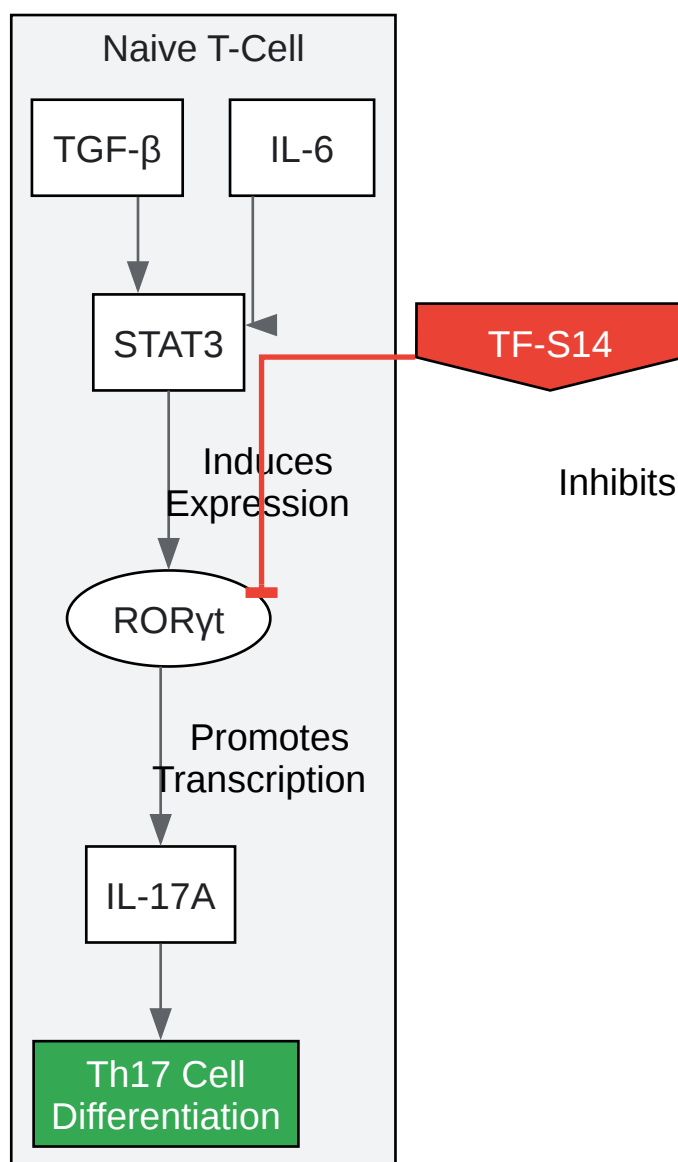 Naive T-Cell
TGF-β
IL-6
STAT3
TF-S14
Induces
Expression
Inhibits
RORγt
Promotes
Transcription
IL-17A
Th17 Cell
Differentiation